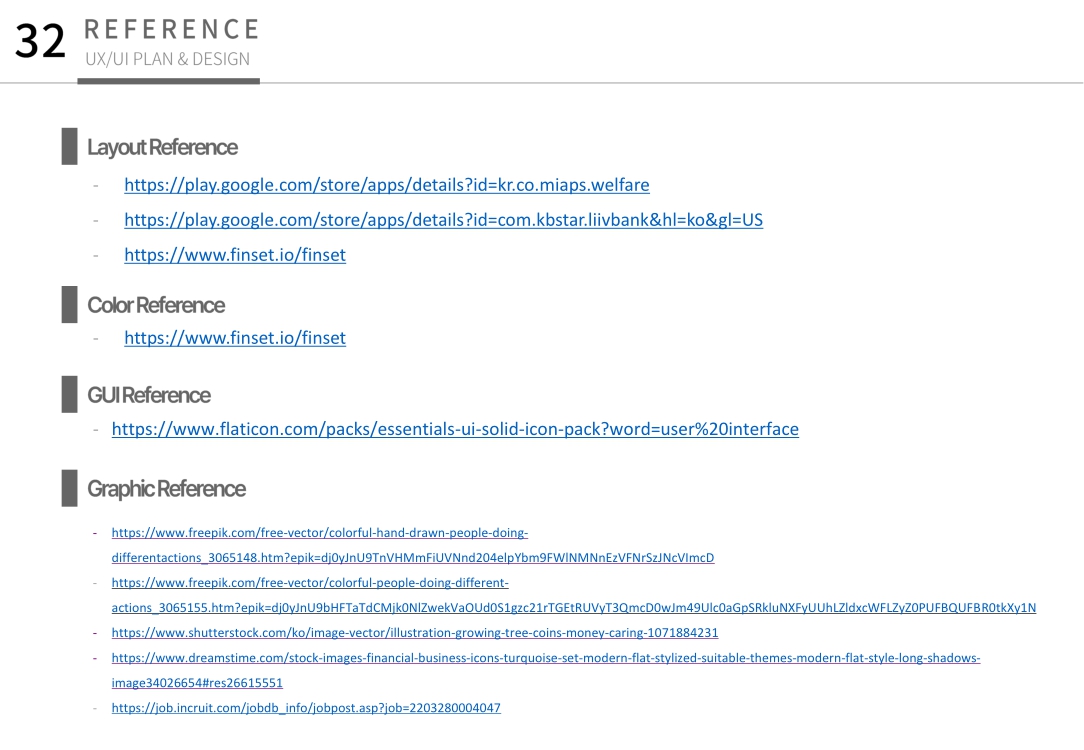 32 REFERENCE
UX/UI PLAN & DESIGN
Layout Reference
- https://play.google.com/store/apps/details?id=kr.co.miaps.welfare
- https://play.google.com/store/apps/details?id=com.kbstar.liivbank&hl=ko&gl=US
- https://www.finset.io/finset
Color Reference
- https://www.finset.io/finset
GUI Reference
- https://www.flaticon.com/packs/essentials-ui-solid-icon-pack?word=user%20interface
Graphic Reference
- https://www.freepik.com/free-vector/colorful-hand-drawn-people-doing-
differentactions_3065148.htm?epik=dj0yJnU9TnVHMmFiUVNnd204elpYbm9FWlNMNnEzVFNrSzJNcVlmcD
- https://www.freepik.com/free-vector/colorful-people-doing-different-
actions_3065155.htm?epik=dj0yJnU9bHFTaTdCMjk0NlZwekVaOUd0S1gzc21rTGEtRUVyT3QmcD0wJm49Ulc0aGpSRkluNXFyUUhLZldxcWFLZyZ0PUFBQUFBR0tkXy1N
- https://www.shutterstock.com/ko/image-vector/illustration-growing-tree-coins-money-caring-1071884231
- https://www.dreamstime.com/stock-images-financial-business-icons-turquoise-set-modern-flat-stylized-suitable-themes-modern-flat-style-long-shadows-
image34026654#res26615551
- https://job.incruit.com/jobdb_info/jobpost.asp?job=2203280004047